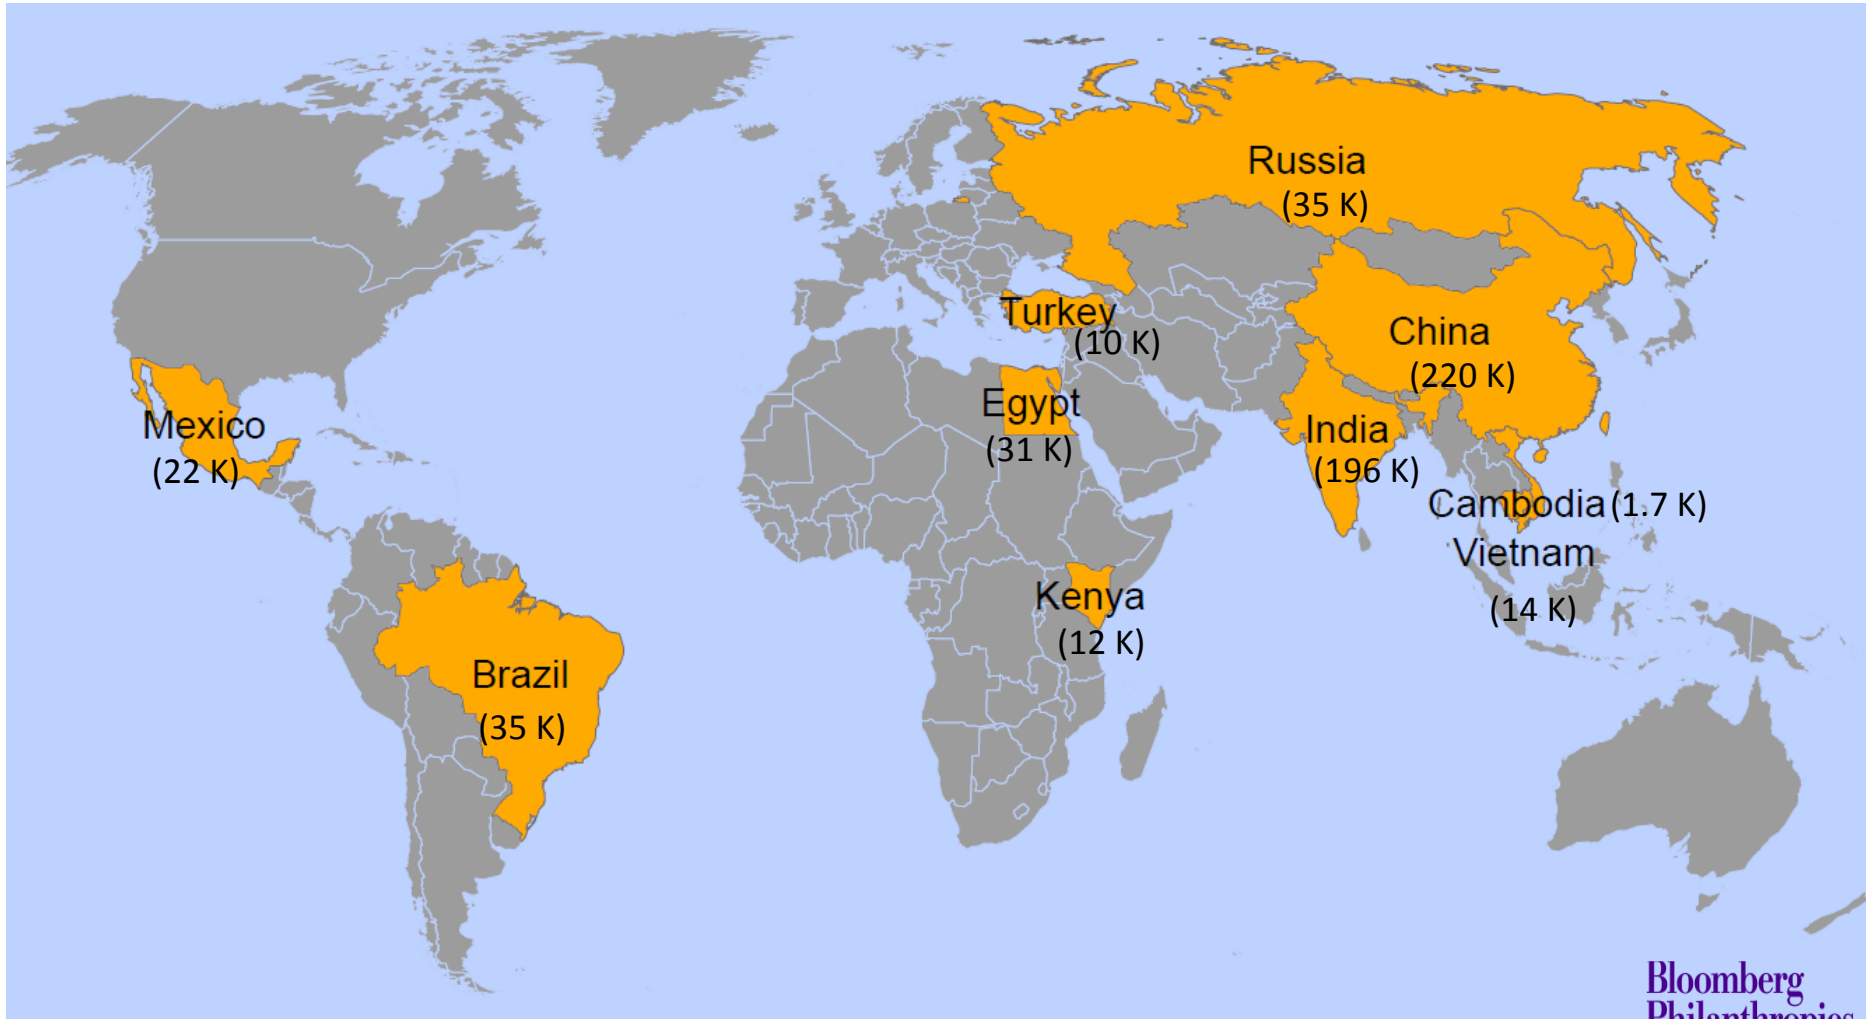 Russia
(35 K)
Turkey
(10 K)
China
(220 K)
Egypt
(31 K)
Mexico
(22 K)
India
(196 K)
Cambodia (1.7 K)
Vietnam
(14 K)
Kenya
(12 K)
Brazil
(35 K)
Bloomberg
Philanthropies